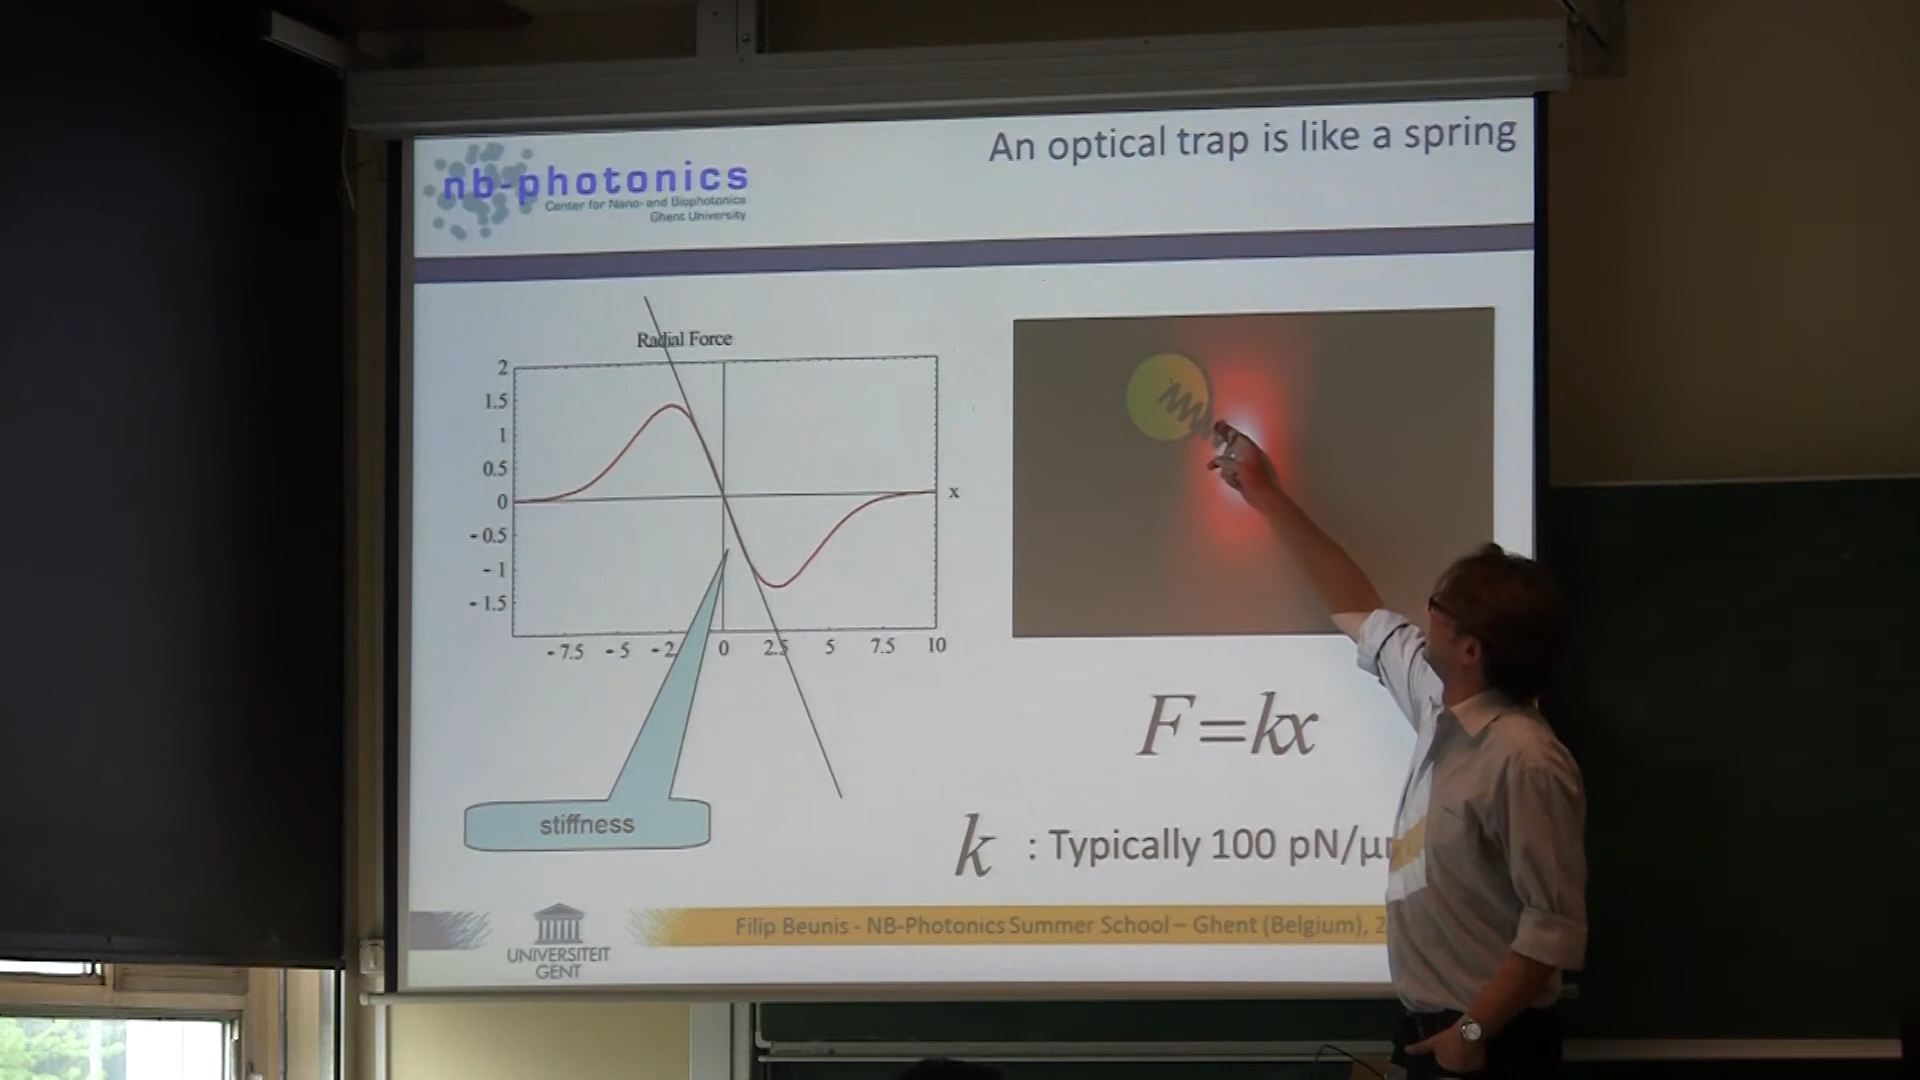 An optical trap is like a spring
nb-photonics
Center for Nano- and Biophotonics
Ghent University
Radial Force
2
1.5
1
0.5
0
- 0.5
- 1
- 1.5
x
- 7.5 - 5 - 2 0 2.5 5 7.5 10
stiffness
F=kx
k : Typically 100 pN/μ
Filip Beunis - NB-Photonics Summer School – Ghent (Belgium), 2
UNIVERSITEIT
GENT